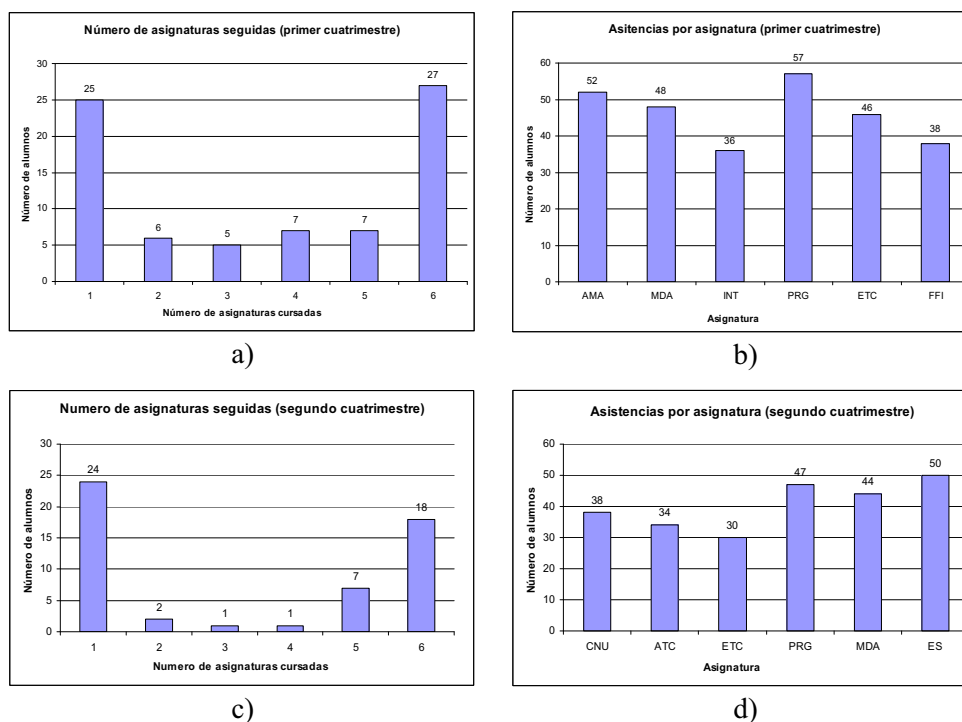 Número de asignaturas seguidas (primer cuatrimestre)
Número de alumnos
30
25
20
15
10
5
0
25
6
5
7
7
27
1 2 3 4 5 6
Número de asignaturas cursadas
a)
Asitencias por asignatura (primer cuatrimestre)
Número de alumnos
60
50
40
30
20
10
0
52
48
36
57
46
38
AMA MDA INT PRG ETC FFI
Asignatura
b)
Numero de asignaturas seguidas (segundo cuatrimestre)
Número de alumnos
30
25
20
15
10
5
0
24
2
1
1
7
18
1 2 3 4 5 6
Numero de asignaturas cursadas
c)
Asistencias por asignatura (segundo cuatrimestre)
Número de alumnos
60
50
40
30
20
10
0
38
34
30
47
44
50
CNU ATC ETC PRG MDA ES
Asignatura
d)